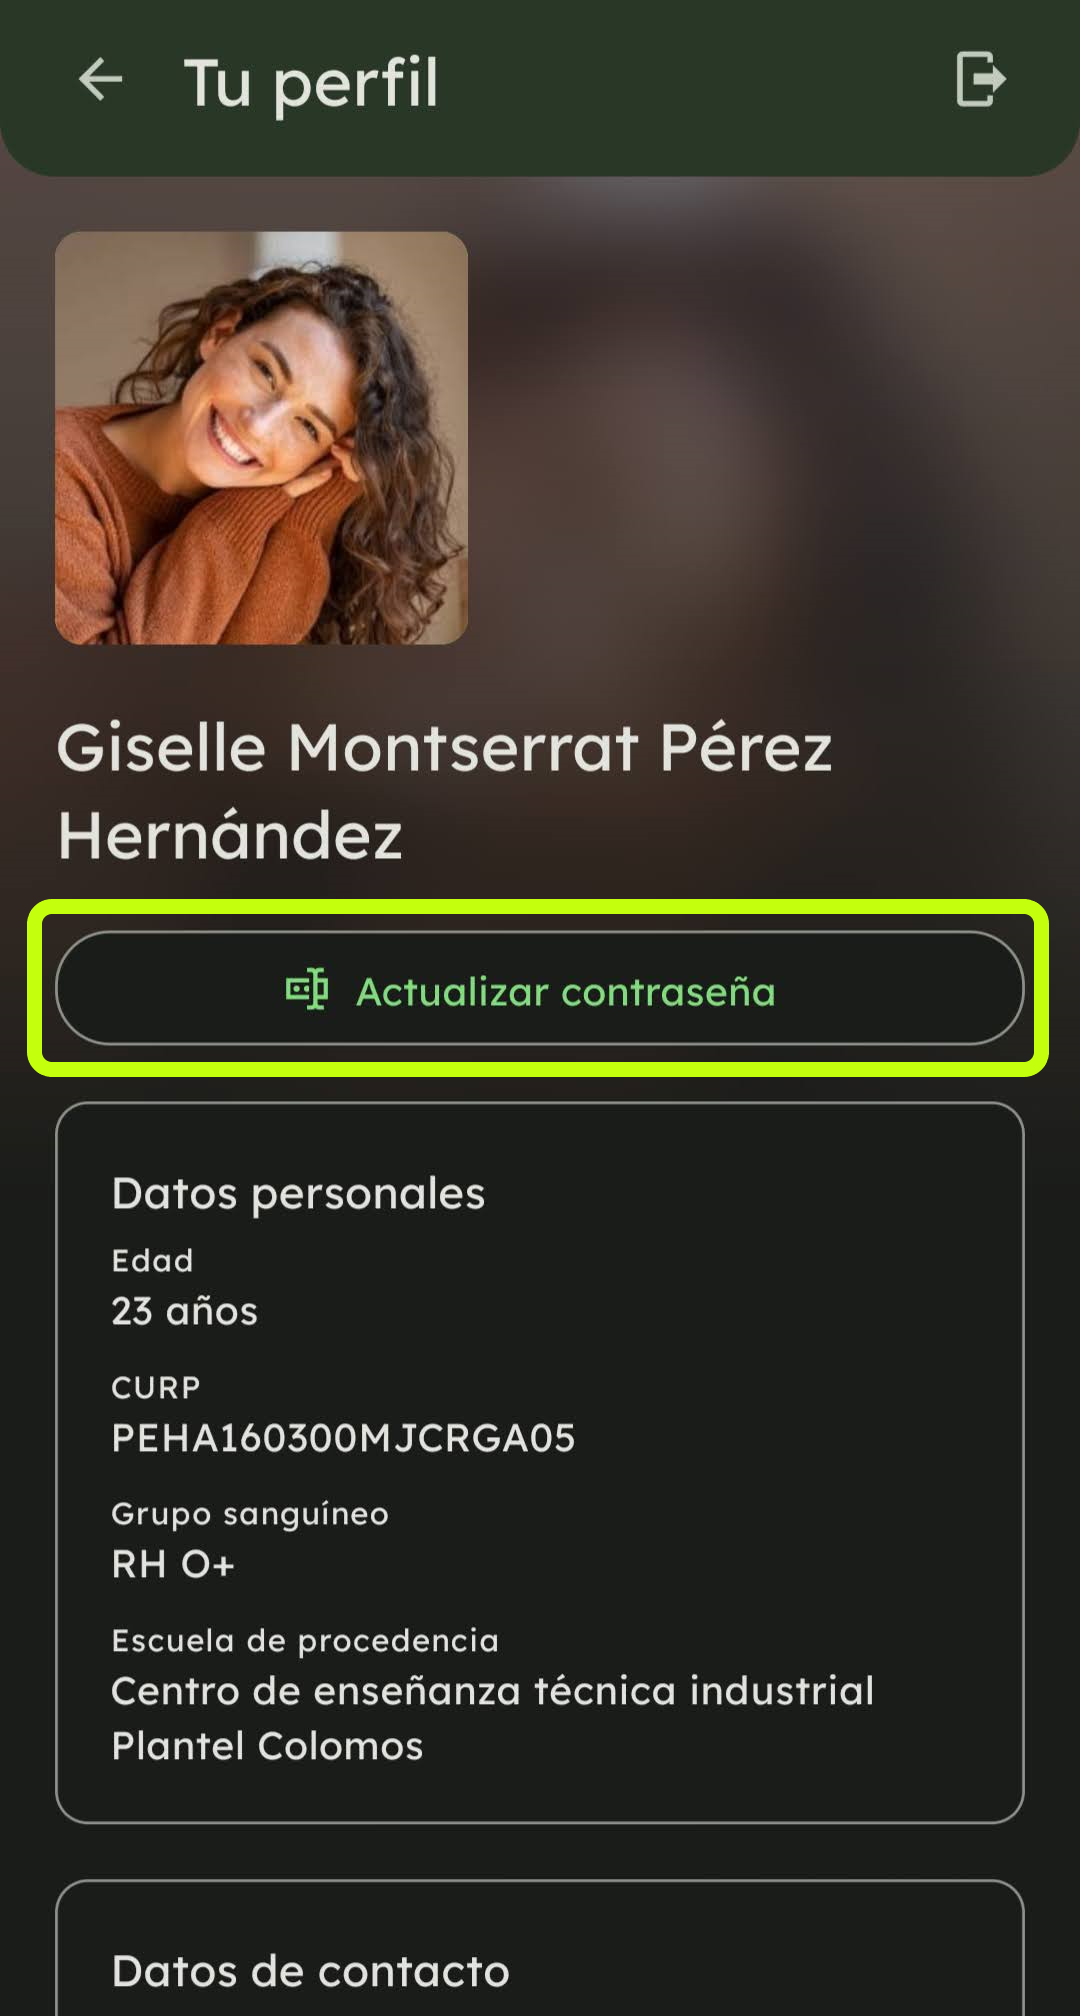 Tu perfil
Giselle Montserrat Pérez
Hernández
Actualizar contraseña
Datos personales
Edad
23 años
CURP
PEHA160300MJCRGA05
Grupo sanguíneo
RH O+
Escuela de procedencia
Centro de enseñanza técnica industrial
Plantel Colomos
Datos de contacto